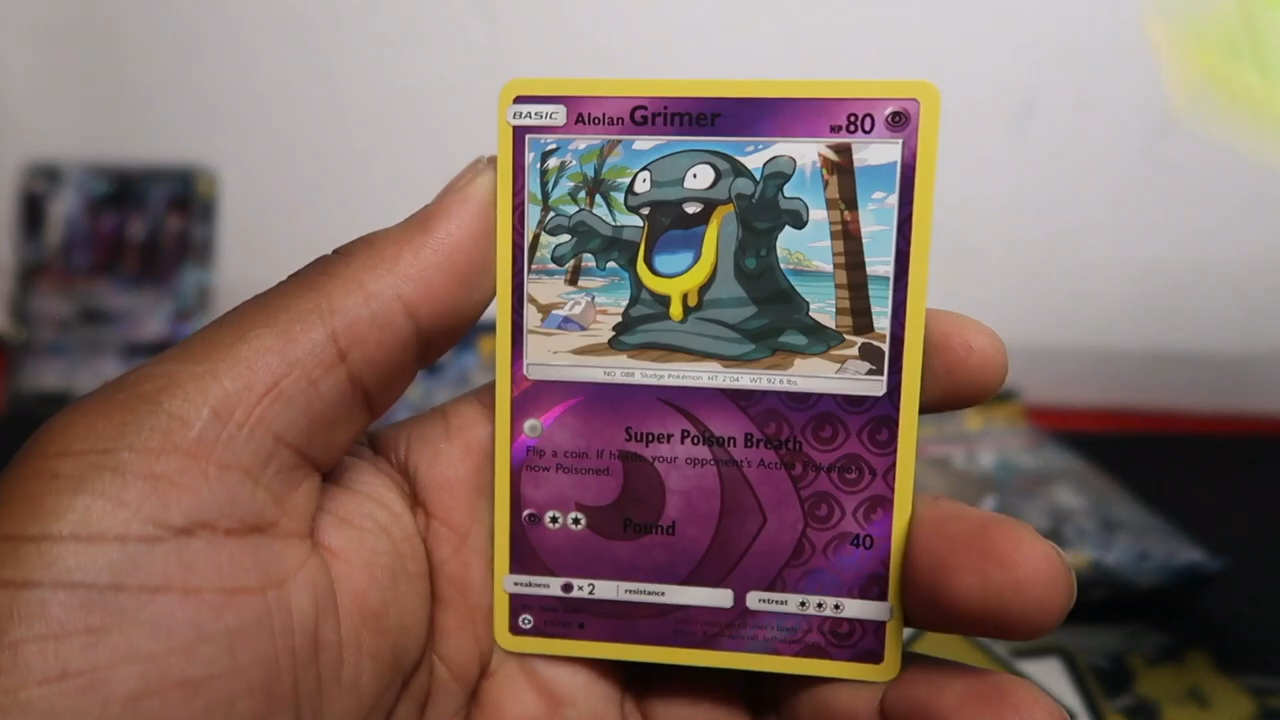 BASIC Alolan Grimer HP 80
NO. 088 Sludge Pokémon HT: 2'04" WT: 92.6 lbs.
Super Poison Breath
Flip a coin. If heads, your opponent's Active Pokémon is
now Poisoned.
Pound 40
weakness ×2 resistance retreat